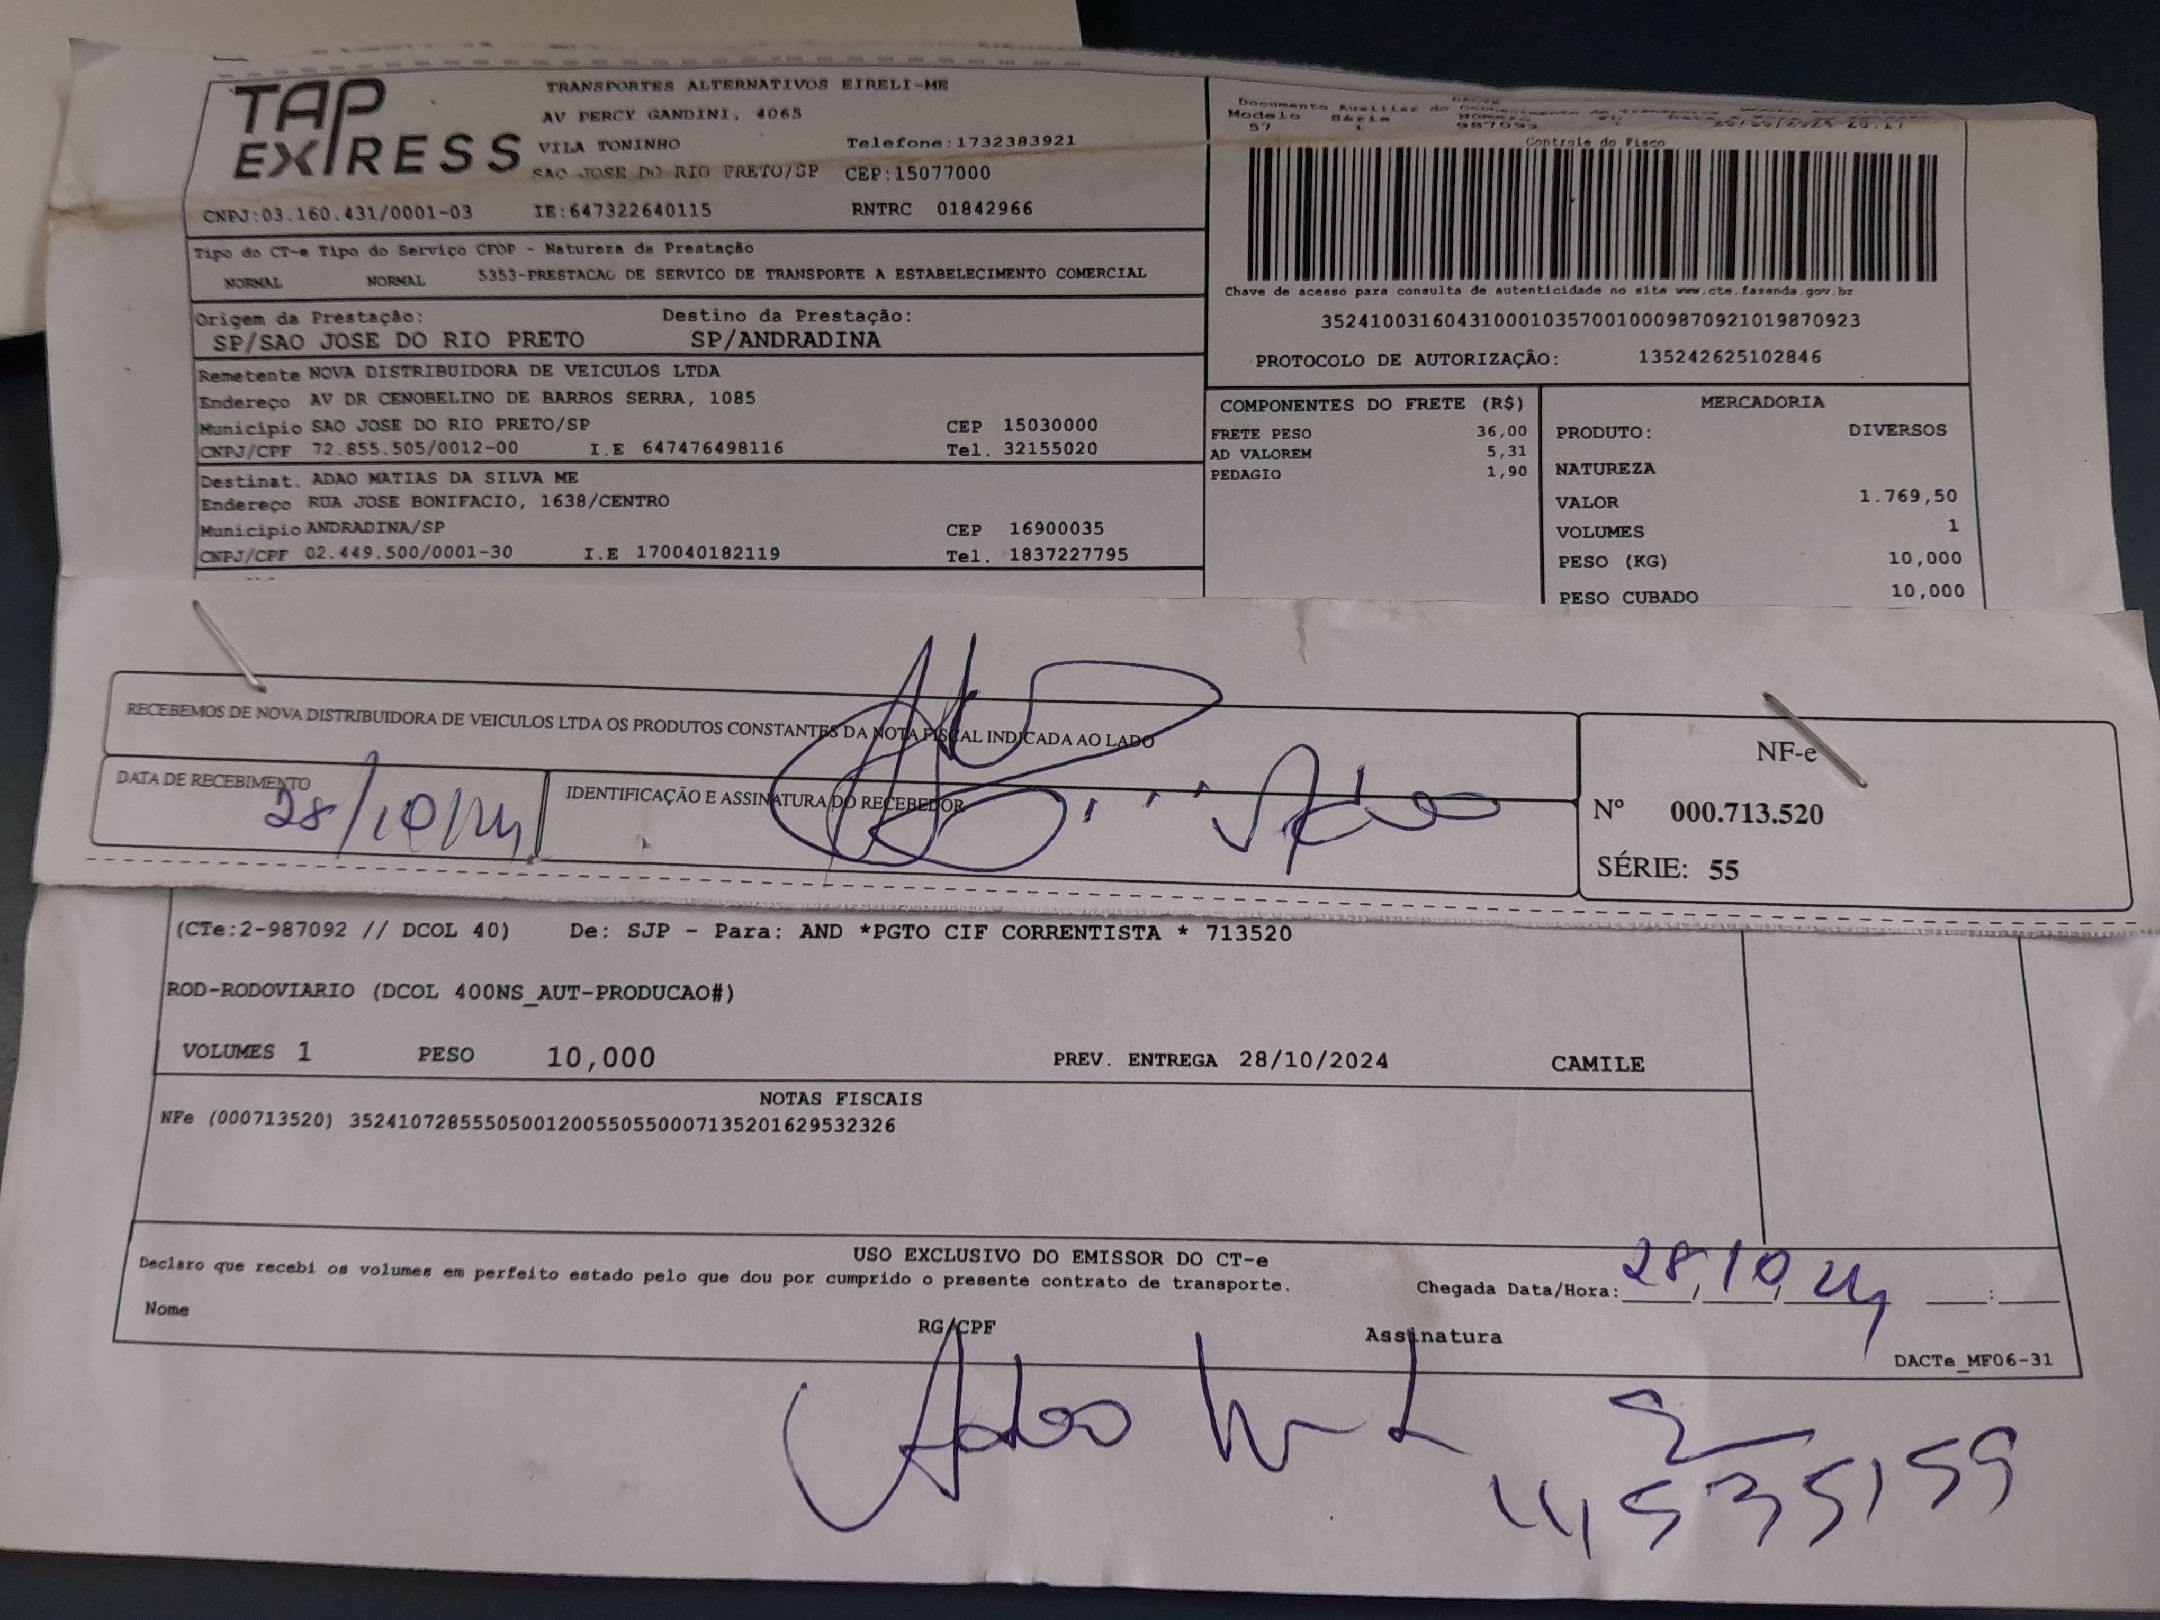 TAP EXPRESS
TRANSPORTES ALTERNATIVOS EIRELI-ME
AV PERCY GANDINI, 4065
VILA TONINHO Telefone:1732383921
SAO JOSE DO RIO PRETO/SP CEP:15077000
CNPJ:03.160.431/0001-03 IE:647322640115 RNTRC 01842966
Documento Auxiliar do Conhecimento de Transporte
Modelo Série
57 1
Controle do Fisco
Chave de acesso para consulta de autenticidade no site www.cte.fazenda.gov.br
35241003160431000103570010009870921019870923
PROTOCOLO DE AUTORIZAÇÃO: 135242625102846
Tipo do CT-e Tipo do Serviço CFOP - Natureza da Prestação
NORMAL NORMAL 5353-PRESTACAO DE SERVICO DE TRANSPORTE A ESTABELECIMENTO COMERCIAL
Origem da Prestação: Destino da Prestação:
SP/SAO JOSE DO RIO PRETO SP/ANDRADINA
Remetente NOVA DISTRIBUIDORA DE VEICULOS LTDA
Endereço AV DR CENOBELINO DE BARROS SERRA, 1085
Municipio SAO JOSE DO RIO PRETO/SP CEP 15030000
CNPJ/CPF 72.855.505/0012-00 I.E 647476498116 Tel. 32155020
Destinat. ADAO MATIAS DA SILVA ME
Endereço RUA JOSE BONIFACIO, 1638/CENTRO
Municipio ANDRADINA/SP CEP 16900035
CNPJ/CPF 02.449.500/0001-30 I.E 170040182119 Tel. 1837227795
COMPONENTES DO FRETE (R$)
FRETE PESO 36,00
AD VALOREM 5,31
PEDAGIO 1,90
MERCADORIA
PRODUTO: DIVERSOS
NATUREZA
VALOR 1.769,50
VOLUMES 1
PESO (KG) 10,000
PESO CUBADO 10,000
RECEBEMOS DE NOVA DISTRIBUIDORA DE VEICULOS LTDA OS PRODUTOS CONSTANTES DA NOTA FISCAL INDICADA AO LADO
DATA DE RECEBIMENTO
28/10/24
IDENTIFICAÇÃO E ASSINATURA DO RECEBEDOR
NF-e
Nº 000.713.520
SÉRIE: 55
(CTe:2-987092 // DCOL 40) De: SJP - Para: AND *PGTO CIF CORRENTISTA * 713520
ROD-RODOVIARIO (DCOL 400NS_AUT-PRODUCAO#)
VOLUMES 1 PESO 10,000 PREV. ENTREGA 28/10/2024 CAMILE
NOTAS FISCAIS
NFe (000713520) 35241072855505001200550550007135201629532326
USO EXCLUSIVO DO EMISSOR DO CT-e
Declaro que recebi os volumes em perfeito estado pelo que dou por cumprido o presente contrato de transporte.
Chegada Data/Hora: 28/10/24 __:__
Nome RG/CPF Assinatura
DACTe_MF06-31
Adao